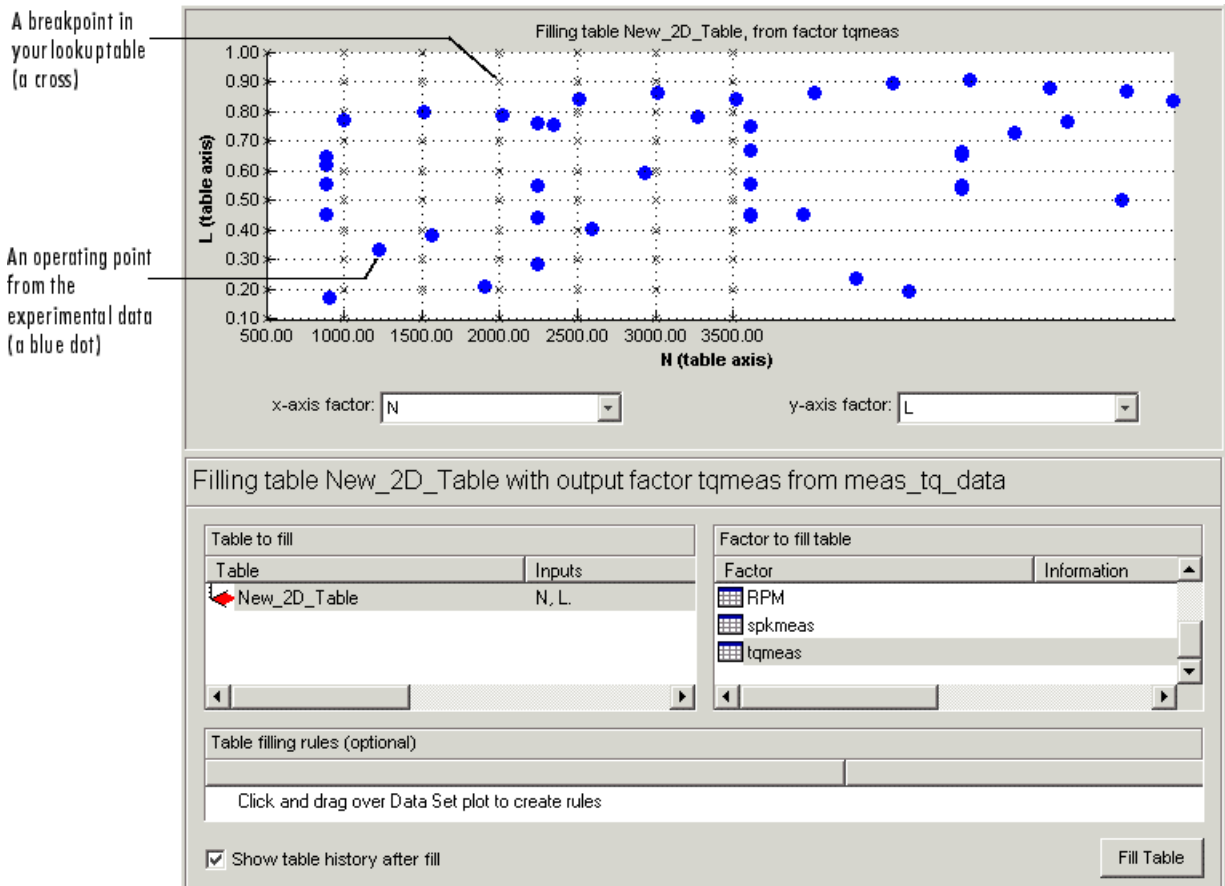 A breakpoint in
your lookuptable
(a cross)
An operating point
from the
experimental data
(a blue dot)
Filling table New_2D_Table, from factor tqmeas
L (table axis)
1.00
0.90
0.80
0.70
0.60
0.50
0.40
0.30
0.20
0.10
500.00 1000.00 1500.00 2000.00 2500.00 3000.00 3500.00
N (table axis)
x-axis factor: N
y-axis factor: L
Filling table New_2D_Table with output factor tqmeas from meas_tq_data
Table to fill
Table Inputs
New_2D_Table N, L.
Factor to fill table
Factor Information
RPM
spkmeas
tqmeas
Table filling rules (optional)
Click and drag over Data Set plot to create rules
Show table history after fill
Fill Table